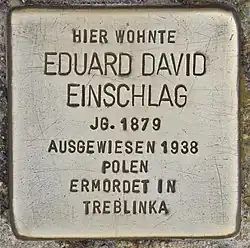 HIER WOHNTE
EDUARD DAVID
EINSCHLAG
JG. 1879
AUSGEWIESEN 1938
POLEN
ERMORDET IN
TREBLINKA